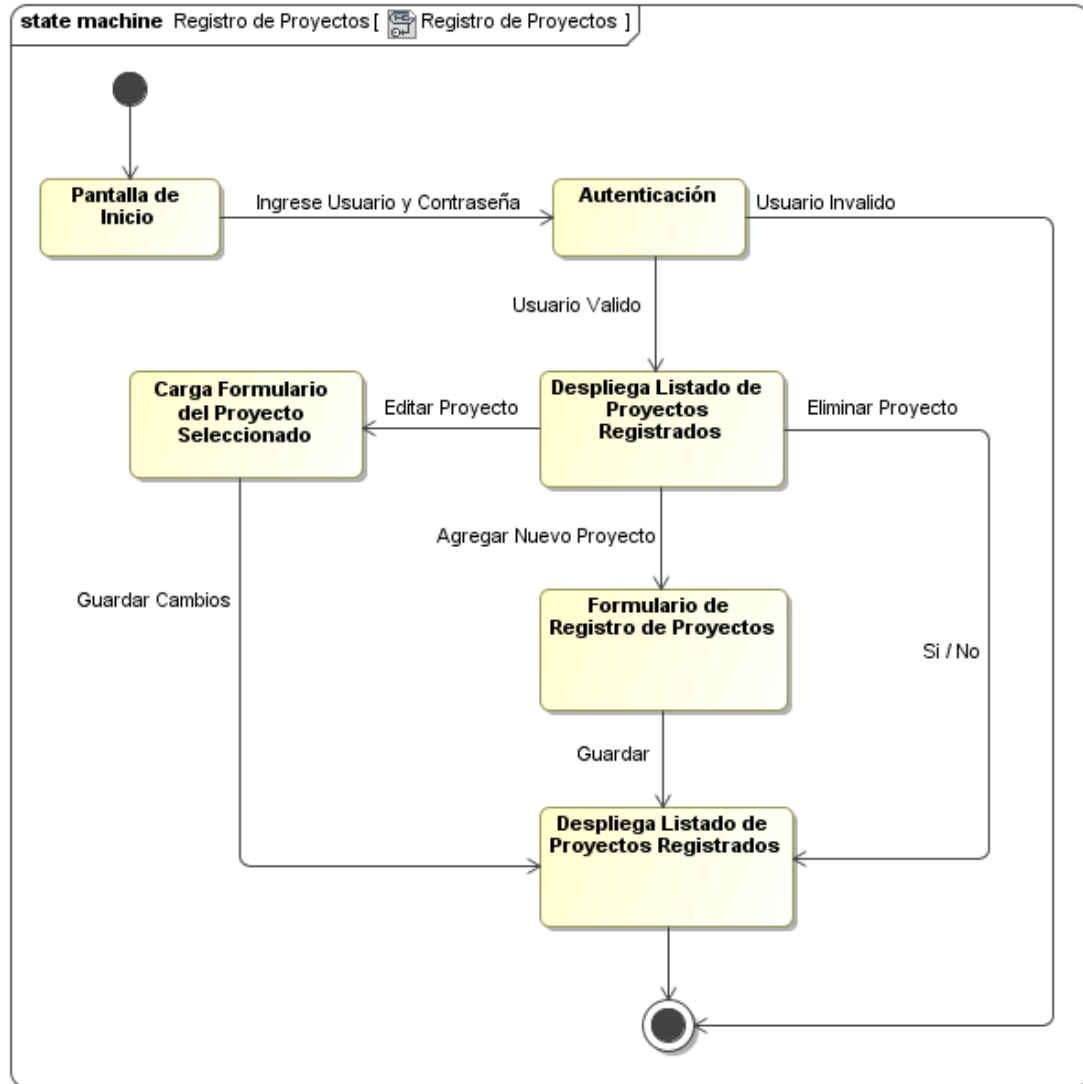 state machine Registro de Proyectos [ Registro de Proyectos ]
Pantalla de
Inicio
Ingrese Usuario y Contraseña
Autenticación
Usuario Invalido
Usuario Valido
Carga Formulario
del Proyecto
Seleccionado
Editar Proyecto
Despliega Listado de
Proyectos
Registrados
Eliminar Proyecto
Agregar Nuevo Proyecto
Guardar Cambios
Formulario de
Registro de Proyectos
Si / No
Guardar
Despliega Listado de
Proyectos Registrados